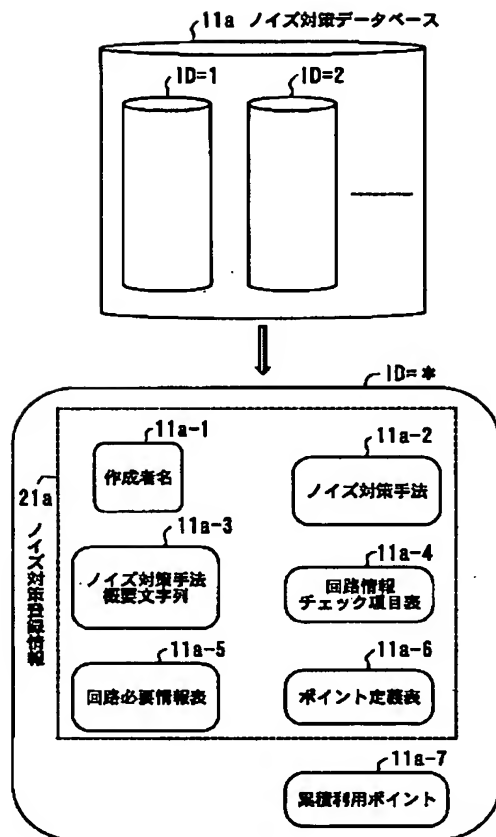 11a ノイズ対策データベース
ID=1
ID=2
ID=*
11a-1
作成者名
11a-2
ノイズ対策手法
21a
ノイズ対策登録情報
11a-3
ノイズ対策手法
概要文字列
11a-4
回路情報
チェック項目表
11a-5
回路必要情報表
11a-6
ポイント定義表
11a-7
累積利用ポイント